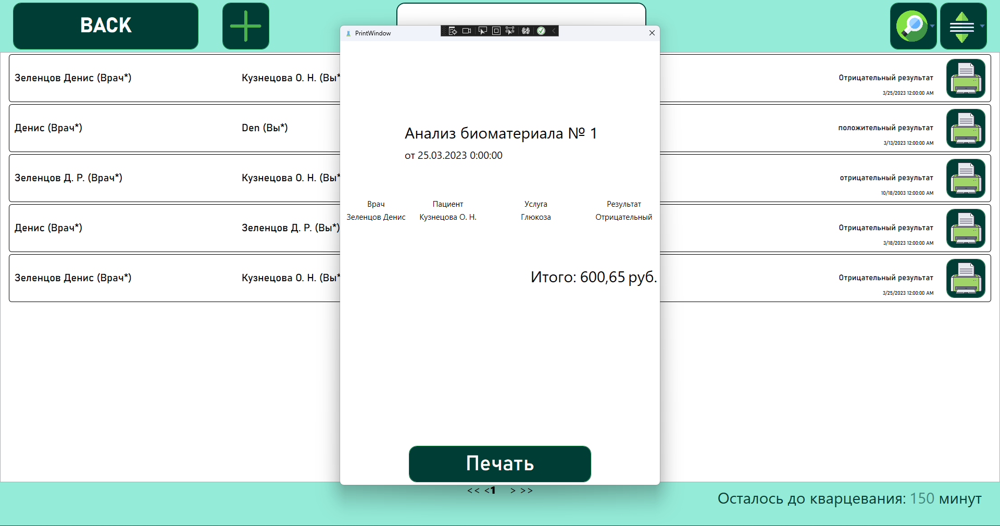 BACK
PrintWindow
Зеленцов Денис (Врач*)
Кузнецова О. Н. (Вы*
Отрицательный результат
3/25/2023 12:00:00 AM
Денис (Врач*)
Den (Вы*)
положительный результат
3/13/2023 12:00:00 AM
Зеленцов Д. Р. (Врач*)
Кузнецова О. Н. (Вы*
отрицательный результат
10/18/2003 12:00:00 AM
Денис (Врач*)
Зеленцов Д. Р. (Вы*)
Отрицательный результат
3/18/2023 12:00:00 AM
Зеленцов Денис (Врач*)
Кузнецова О. Н. (Вы*
Отрицательный результат
3/25/2023 12:00:00 AM
Анализ биоматериала № 1
от 25.03.2023 0:00:00
Врач Пациент Услуга Результат
Зеленцов Денис Кузнецова О. Н. Глюкоза Отрицательный
Итого: 600,65 руб.
Печать
<< <1 > >>
Осталось до кварцевания: 150 минут